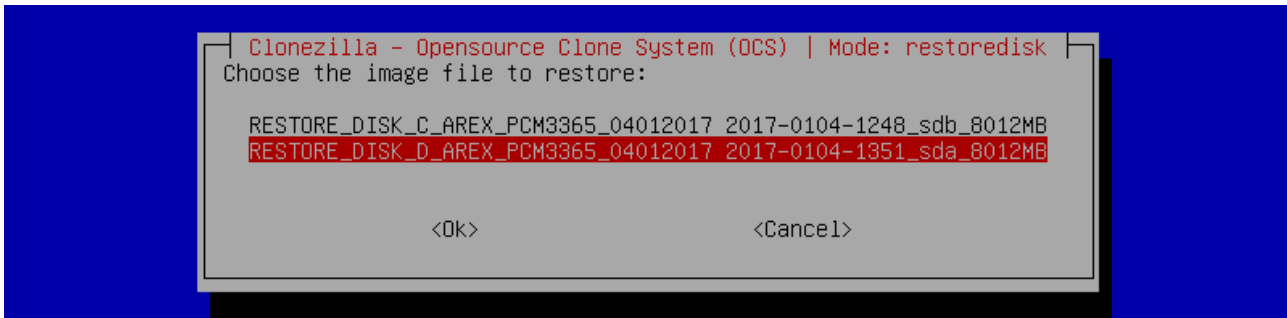 Clonezilla - Opensource Clone System (OCS) | Mode: restoredisk
Choose the image file to restore:
RESTORE_DISK_C_AREX_PCM3365_04012017 2017-0104-1248_sdb_8012MB
RESTORE_DISK_D_AREX_PCM3365_04012017 2017-0104-1351_sda_8012MB
<Ok> <Cancel>